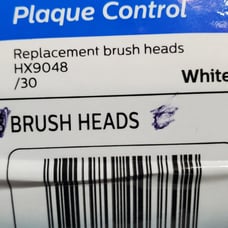 Plaque Control
Replacement brush heads
HX9048
/30
White
BRUSH HEADS